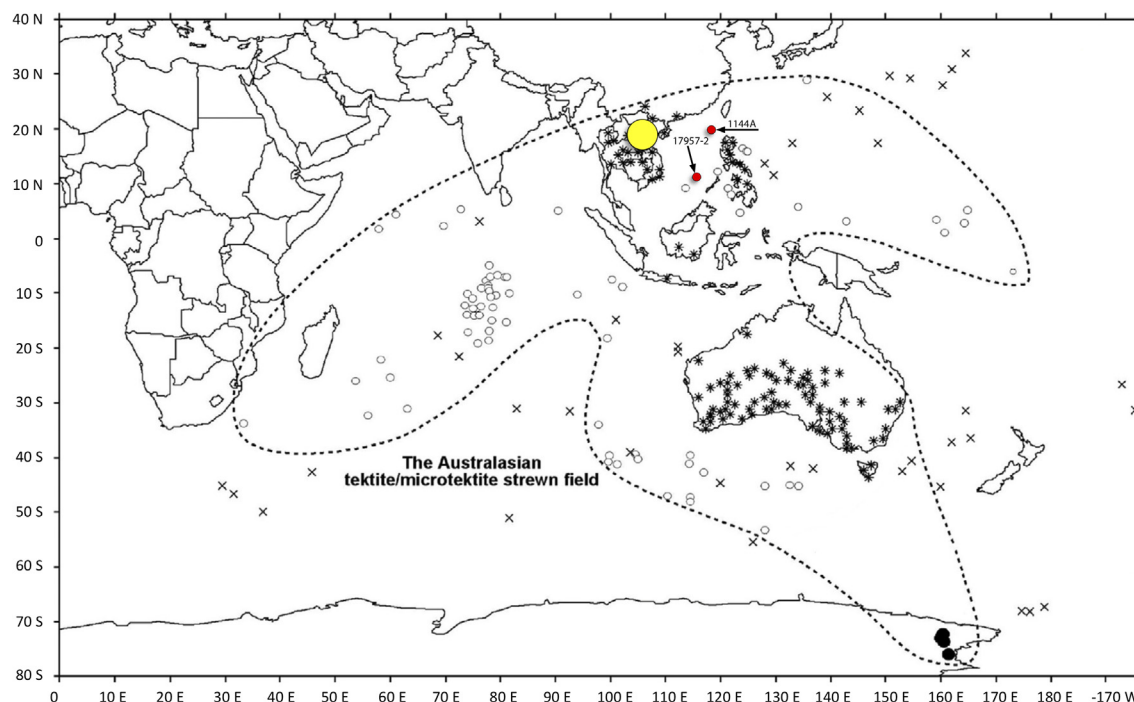 40 N
30 N
20 N
10 N
0
10 S
20 S
30 S
40 S
50 S
60 S
70 S
80 S
1144A
17957-2
The Australasian
tektite/microtektite strewn field
0 10 E 20 E 30 E 40 E 50 E 60 E 70 E 80 E 90 E 100 E 110 E 120 E 130 E 140 E 150 E 160 E 170 E 180 E -170 W